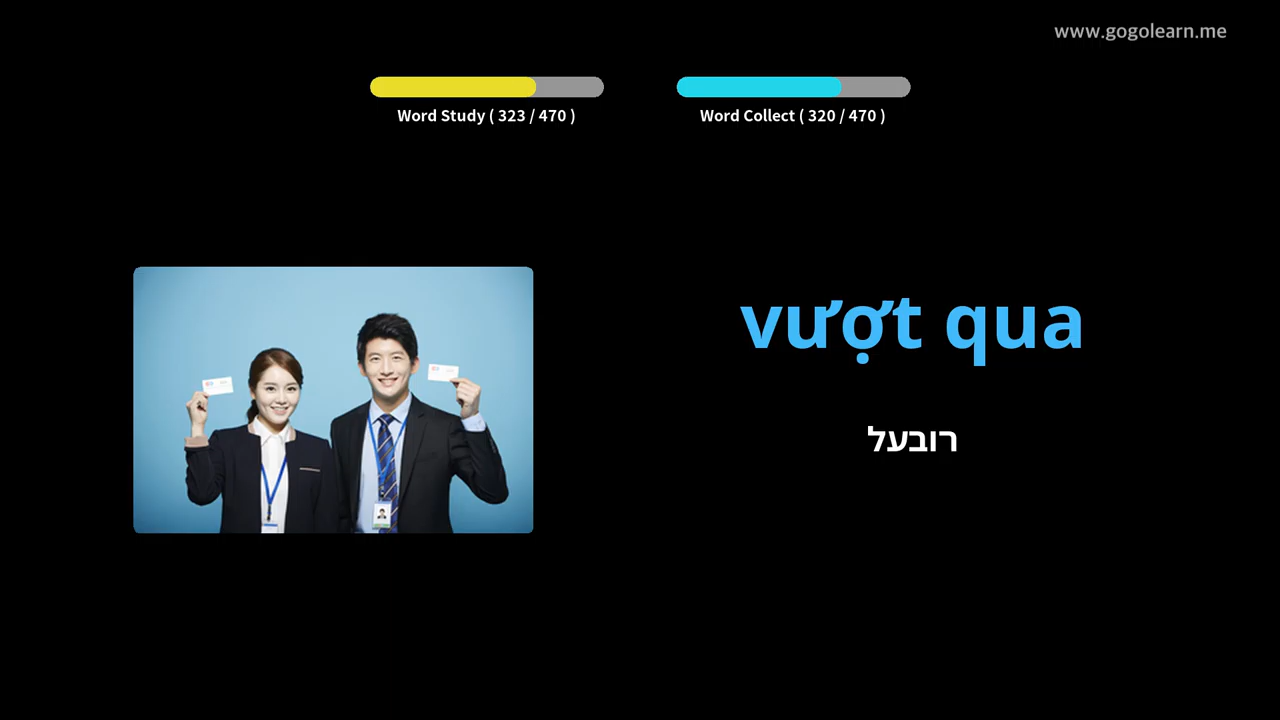 www.gogolearn.me
Word Study ( 323 / 470 )
Word Collect ( 320 / 470 )
vượt qua
רובעל